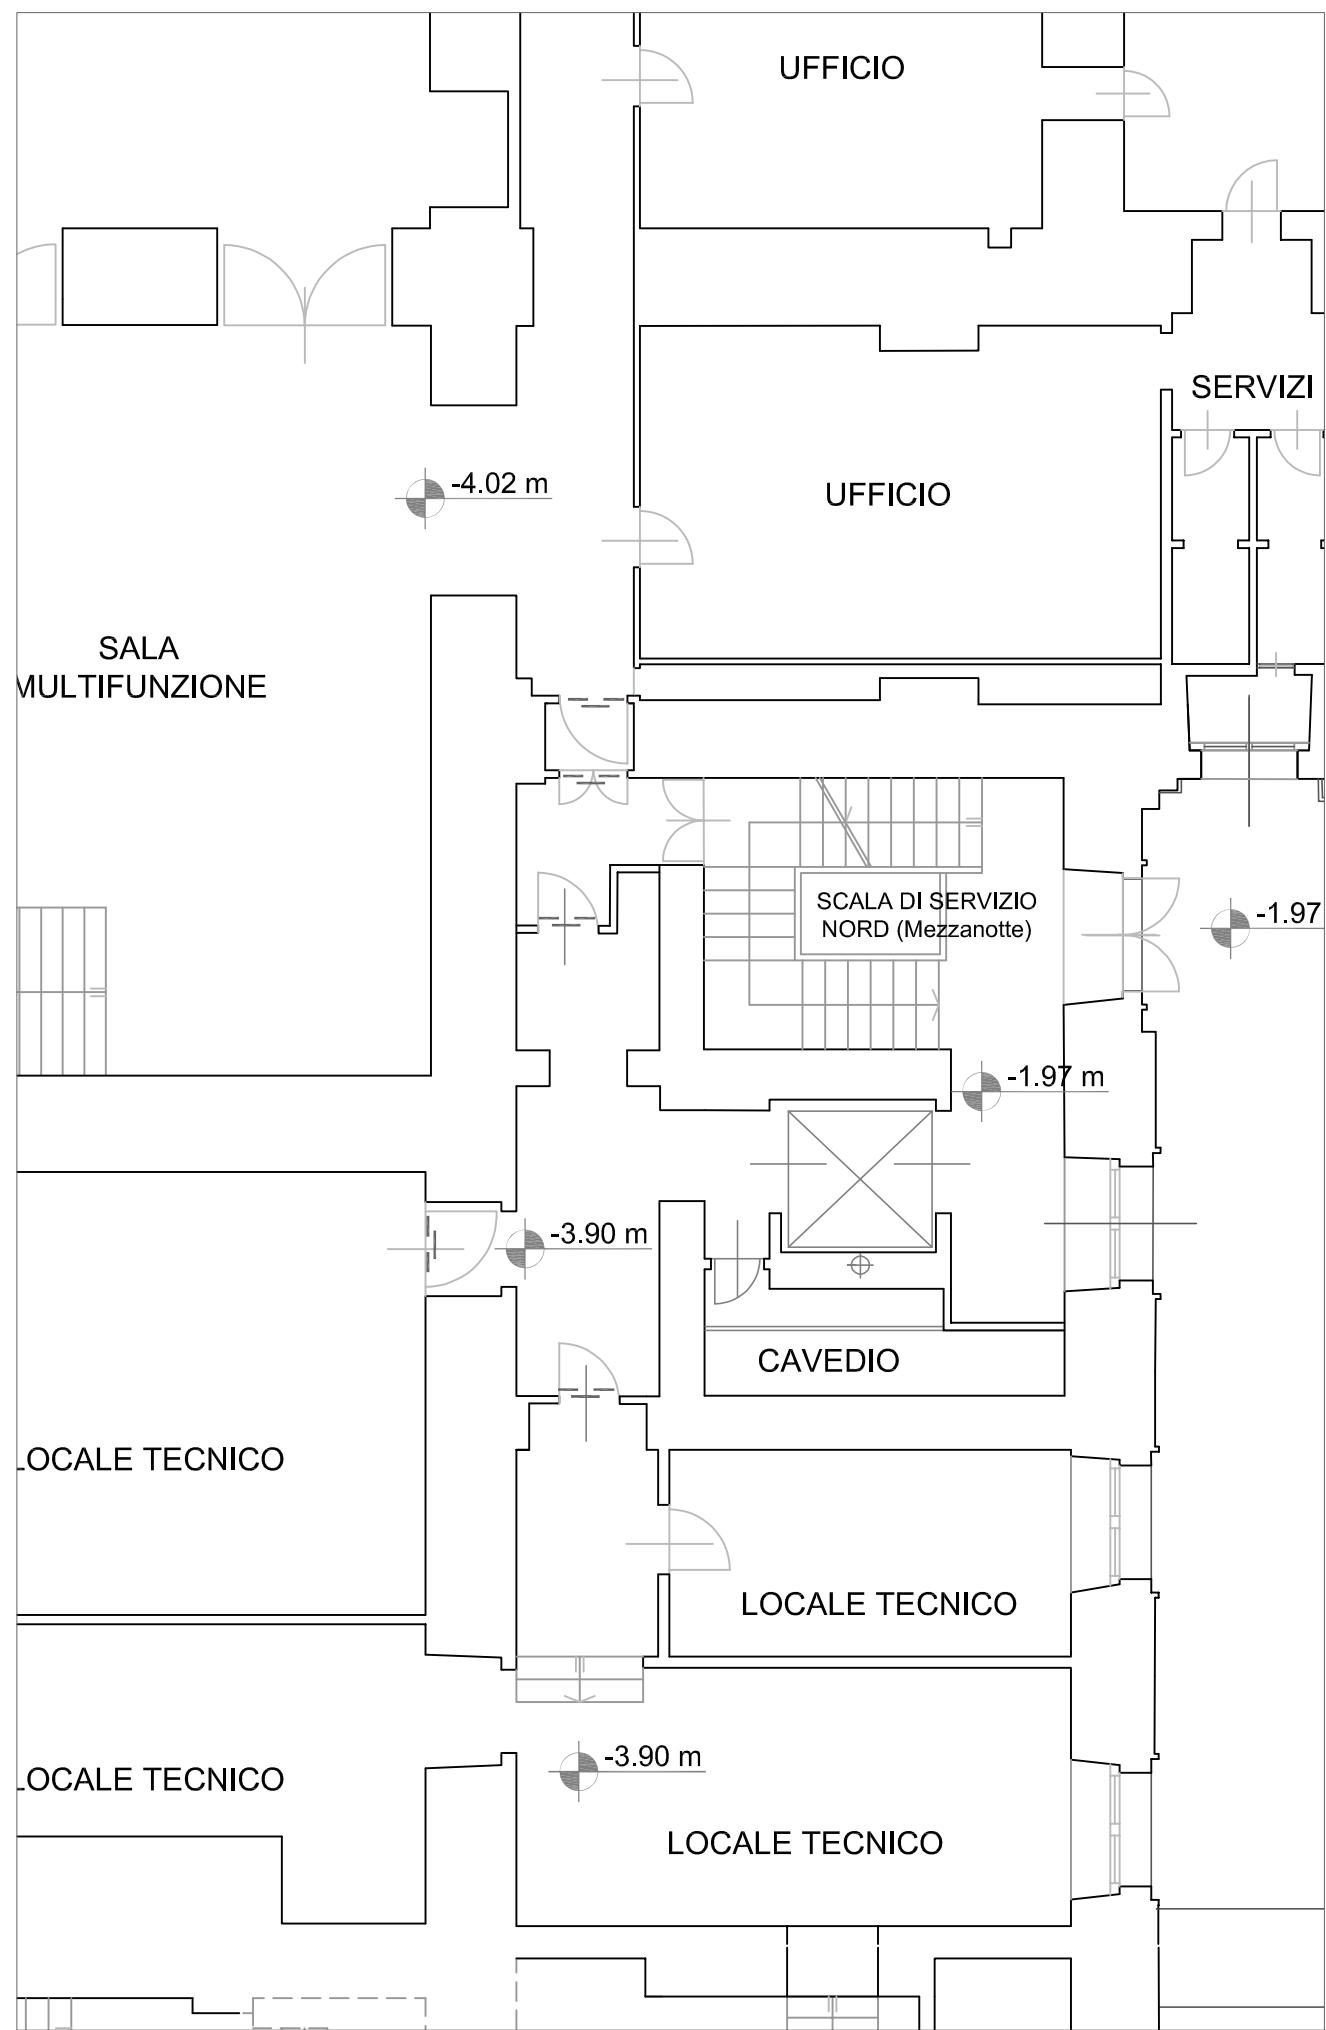 UFFICIO
SERVIZI
-4.02 m
UFFICIO
SALA
MULTIFUNZIONE
SCALA DI SERVIZIO
NORD (Mezzanotte)
-1.97
-1.97 m
-3.90 m
CAVEDIO
LOCALE TECNICO
LOCALE TECNICO
-3.90 m
LOCALE TECNICO
LOCALE TECNICO